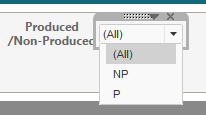 Produced
/Non-Produced
(All)
(All)
NP
P